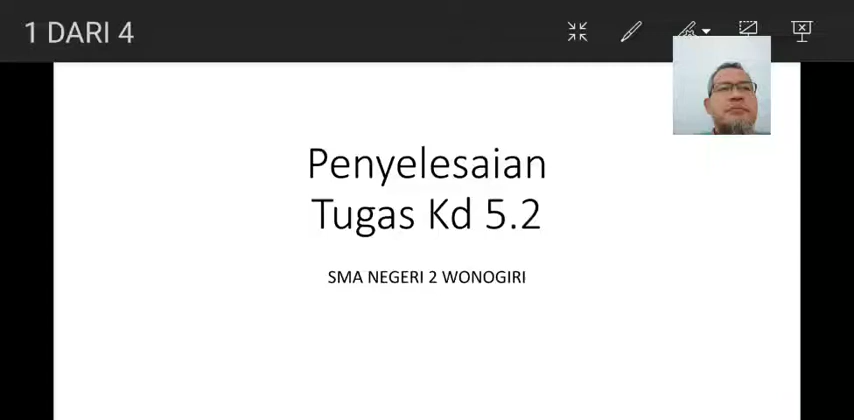 1 DARI 4
Penyelesaian
Tugas Kd 5.2
SMA NEGERI 2 WONOGIRI